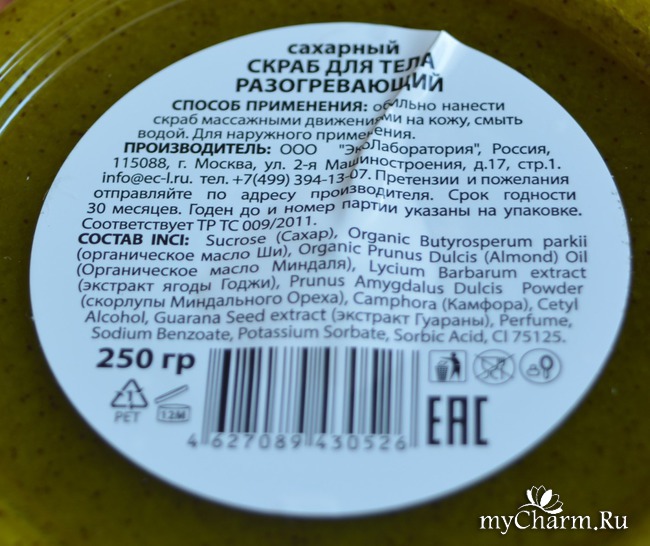 сахарный
СКРАБ ДЛЯ ТЕЛА
РАЗОГРЕВАЮЩИЙ
СПОСОБ ПРИМЕНЕНИЯ: обильно нанести
скраб массажными движениями на кожу, смыть
водой. Для наружного применения.
ПРОИЗВОДИТЕЛЬ: ООО "ЭкоЛаборатория", Россия,
115088, г. Москва, ул. 2-я Машиностроения, д.17, стр.1.
info@ec-l.ru. тел. +7(499) 394-13-07. Претензии и пожелания
отправляйте по адресу производителя. Срок годности
30 месяцев. Годен до и номер партии указаны на упаковке.
Соответствует ТР ТС 009/2011.
СОСТАВ INCI: Sucrose (Сахар), Organic Butyrosperum parkii
(органическое масло Ши), Organic Prunus Dulcis (Almond) Oil
(Органическое масло Миндаля), Lycium Barbarum extract
(экстракт ягоды Годжи), Prunus Amygdalus Dulcis Powder
(скорлупы Миндального Ореха), Camphora (Камфора), Cetyl
Alcohol, Guarana Seed extract (экстракт Гуараны), Perfume,
Sodium Benzoate, Potassium Sorbate, Sorbic Acid, CI 75125.
250 гр
1
PET
12M
4 627089 430526
EAC
myCharm.Ru